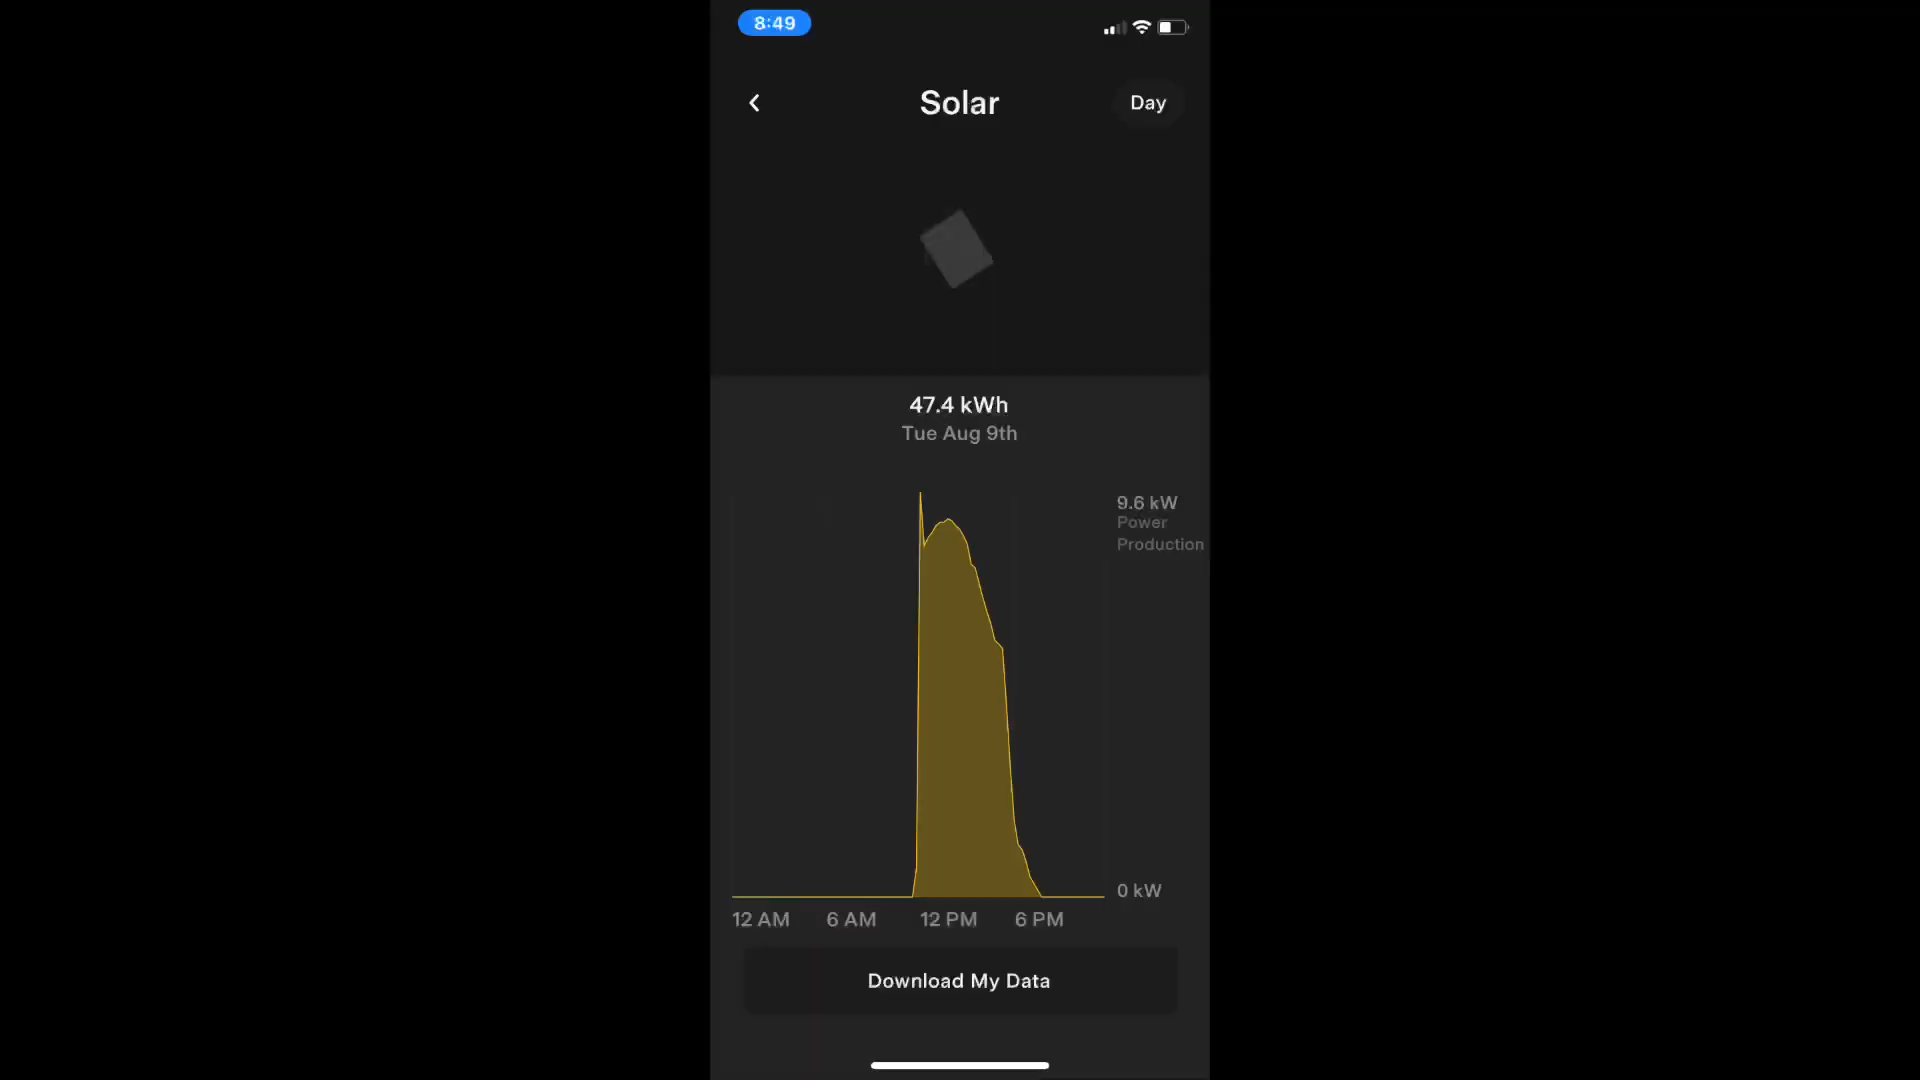 8:49
Solar
Day
47.4 kWh
Tue Aug 9th
9.6 kW
Power
Production
0 kW
12 AM 6 AM 12 PM 6 PM
Download My Data